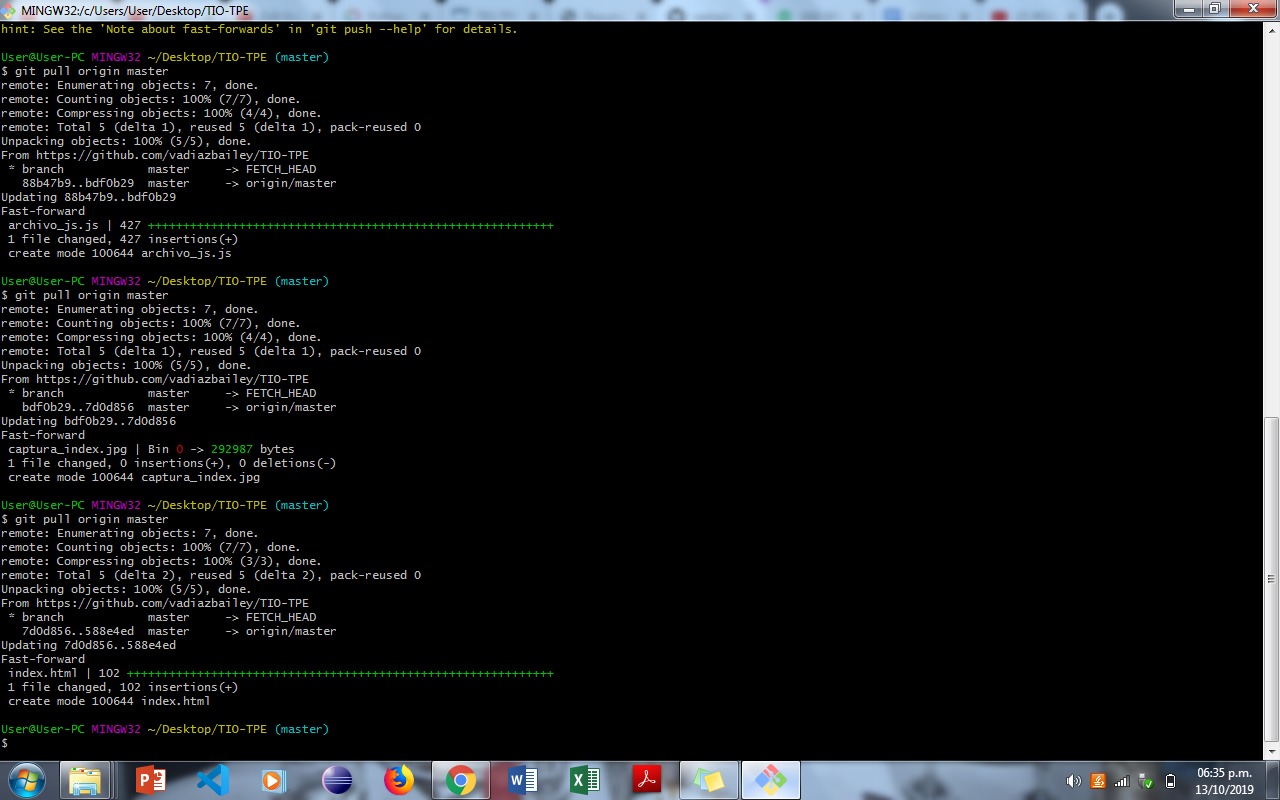 MINGW32:/c/Users/User/Desktop/TIO-TPE
hint: See the 'Note about fast-forwards' in 'git push --help' for details.
User@User-PC MINGW32 ~/Desktop/TIO-TPE (master)
$ git pull origin master
remote: Enumerating objects: 7, done.
remote: Counting objects: 100% (7/7), done.
remote: Compressing objects: 100% (4/4), done.
remote: Total 5 (delta 1), reused 5 (delta 1), pack-reused 0
Unpacking objects: 100% (5/5), done.
From https://github.com/vadiazbailey/TIO-TPE
 * branch            master     -> FETCH_HEAD
   88b47b9..bdf0b29  master     -> origin/master
Updating 88b47b9..bdf0b29
Fast-forward
 archivo_js.js | 427 ++++++++++++++++++++++++++++++++++++++++++++++++++++++++++
 1 file changed, 427 insertions(+)
 create mode 100644 archivo_js.js
User@User-PC MINGW32 ~/Desktop/TIO-TPE (master)
$ git pull origin master
remote: Enumerating objects: 7, done.
remote: Counting objects: 100% (7/7), done.
remote: Compressing objects: 100% (4/4), done.
remote: Total 5 (delta 1), reused 5 (delta 1), pack-reused 0
Unpacking objects: 100% (5/5), done.
From https://github.com/vadiazbailey/TIO-TPE
 * branch            master     -> FETCH_HEAD
   bdf0b29..7d0d856  master     -> origin/master
Updating bdf0b29..7d0d856
Fast-forward
 captura_index.jpg | Bin 0 -> 292987 bytes
 1 file changed, 0 insertions(+), 0 deletions(-)
 create mode 100644 captura_index.jpg
User@User-PC MINGW32 ~/Desktop/TIO-TPE (master)
$ git pull origin master
remote: Enumerating objects: 7, done.
remote: Counting objects: 100% (7/7), done.
remote: Compressing objects: 100% (3/3), done.
remote: Total 5 (delta 2), reused 5 (delta 2), pack-reused 0
Unpacking objects: 100% (5/5), done.
From https://github.com/vadiazbailey/TIO-TPE
 * branch            master     -> FETCH_HEAD
   7d0d856..588e4ed  master     -> origin/master
Updating 7d0d856..588e4ed
Fast-forward
 index.html | 102 +++++++++++++++++++++++++++++++++++++++++++++++++++++++++++++
 1 file changed, 102 insertions(+)
 create mode 100644 index.html
User@User-PC MINGW32 ~/Desktop/TIO-TPE (master)
$
06:35 p.m.
13/10/2019